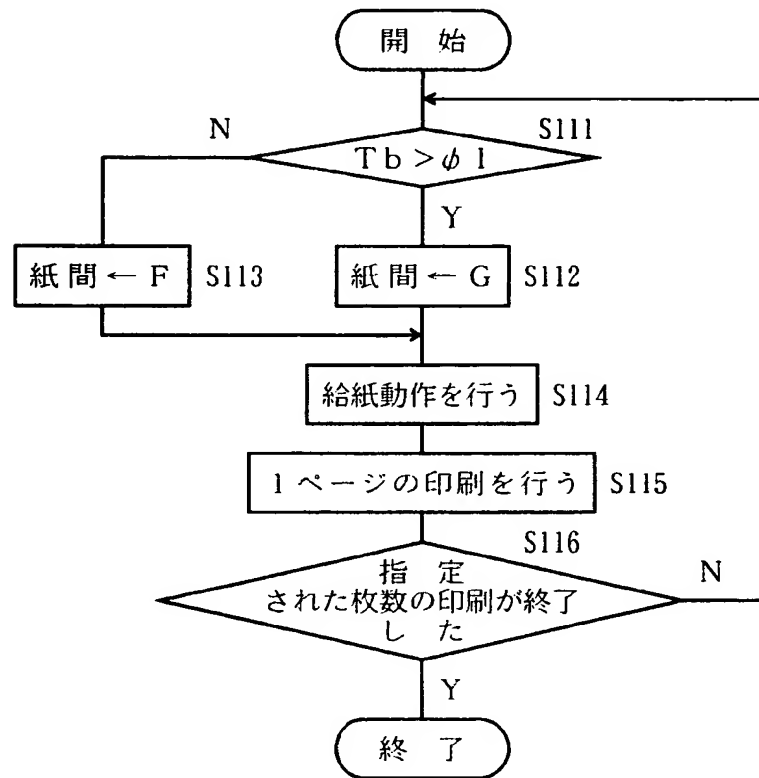 開始
S111
N
Tb>φ1
Y
紙間←F
S113
紙間←G
S112
給紙動作を行う
S114
1ページの印刷を行う
S115
S116
指定
された枚数の印刷が終了
した
N
Y
終了